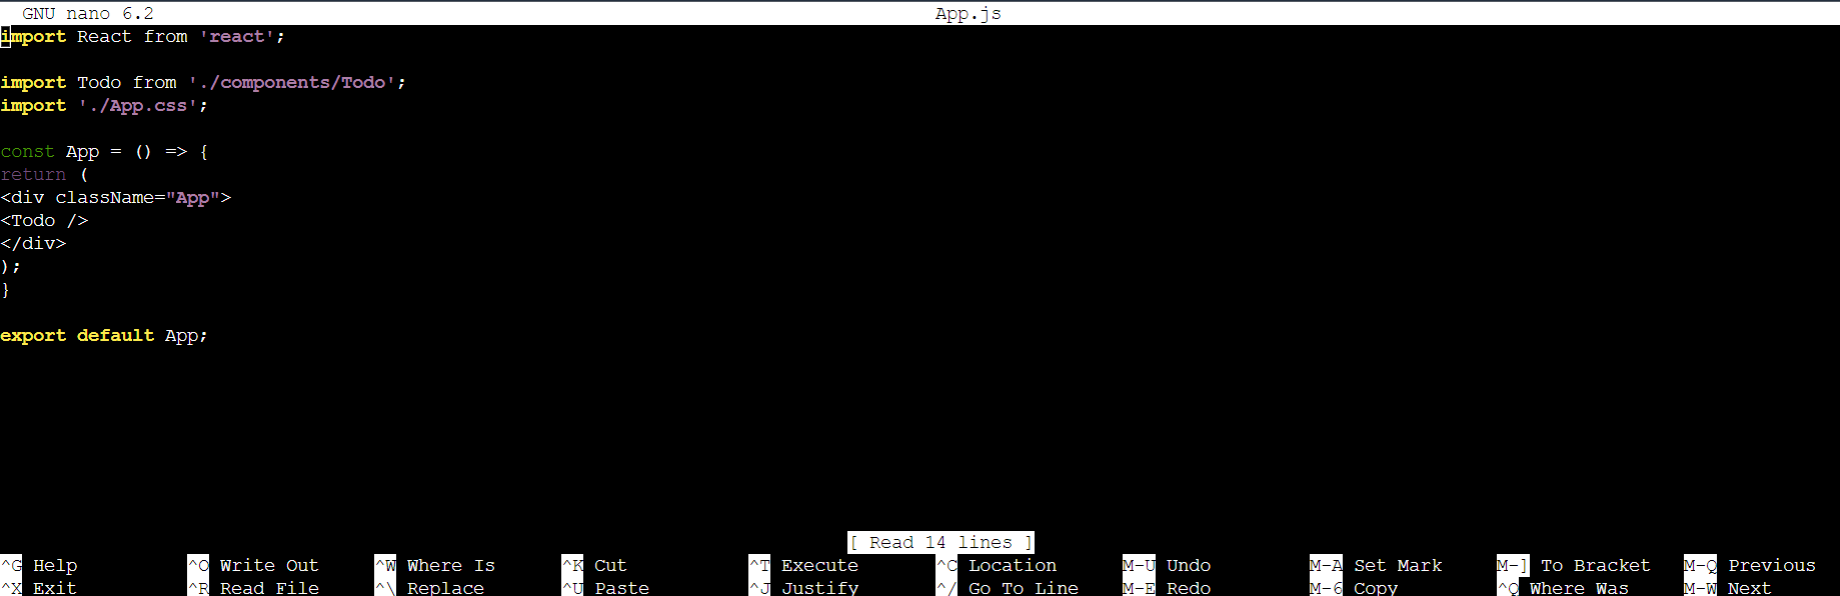 GNU nano 6.2 App.js
import React from 'react';
import Todo from './components/Todo';
import './App.css';
const App = () => {
return (
<div className="App">
<Todo />
</div>
);
}
export default App;
[ Read 14 lines ]
^G Help ^O Write Out ^W Where Is ^K Cut ^T Execute ^C Location M-U Undo M-A Set Mark M-] To Bracket M-Q Previous
^X Exit ^R Read File ^\ Replace ^U Paste ^J Justify ^/ Go To Line M-E Redo M-6 Copy ^Q Where Was M-W Next